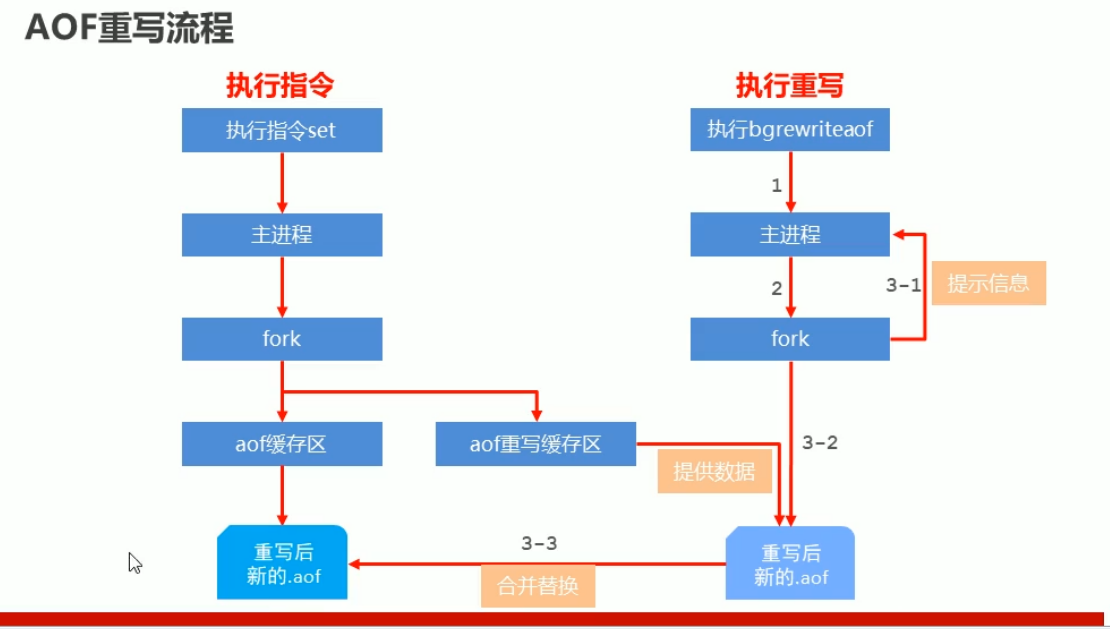 AOF重写流程
执行指令
执行重写
执行指令set
执行bgrewriteaof
1
主进程
主进程
2
3-1
提示信息
fork
fork
aof缓存区
aof重写缓存区
3-2
提供数据
重写后
新的.aof
3-3
合并替换
重写后
新的.aof